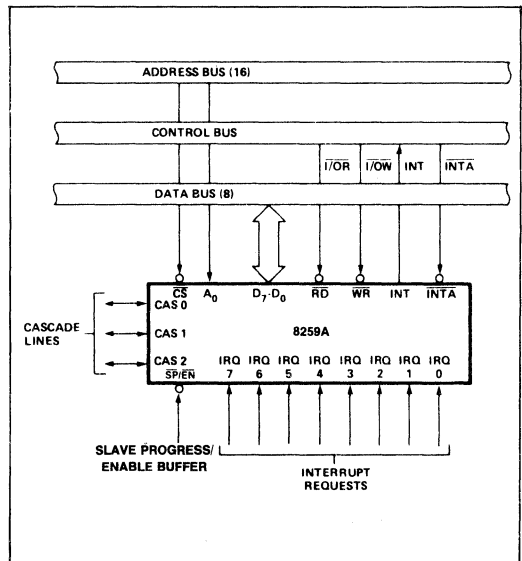 ADDRESS BUS (16)
CONTROL BUS
I/OR I/OW INT INTA
DATA BUS (8)
CS A0 D7-D0 RD WR INT INTA
CAS 0
CASCADE LINES
CAS 1
8259A
CAS 2
IRQ IRQ IRQ IRQ IRQ IRQ IRQ IRQ
SP/EN 7 6 5 4 3 2 1 0
SLAVE PROGRESS/
ENABLE BUFFER
INTERRUPT
REQUESTS